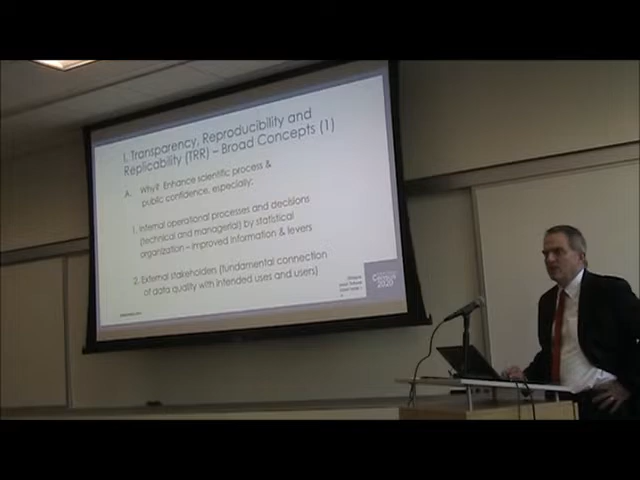 I. Transparency, Reproducibility and
Replicability (TRR) – Broad Concepts (1)
A. Why? Enhance scientific process &
public confidence, especially:
1. Internal operational processes and decisions
(technical and managerial) by statistical
organization – improved information & levers
2. External stakeholders (fundamental connection
of data quality with intended uses and users)
Census
2020